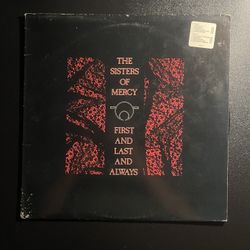 THE
SISTERS
OF
MERCY
FIRST
AND
LAST
AND
ALWAYS